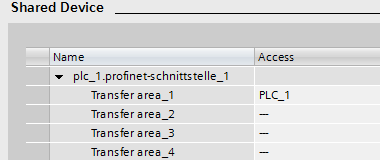 Shared Device
Name Access
plc_1.profinet-schnittstelle_1
Transfer area_1 PLC_1
Transfer area_2 ---
Transfer area_3 ---
Transfer area_4 ---